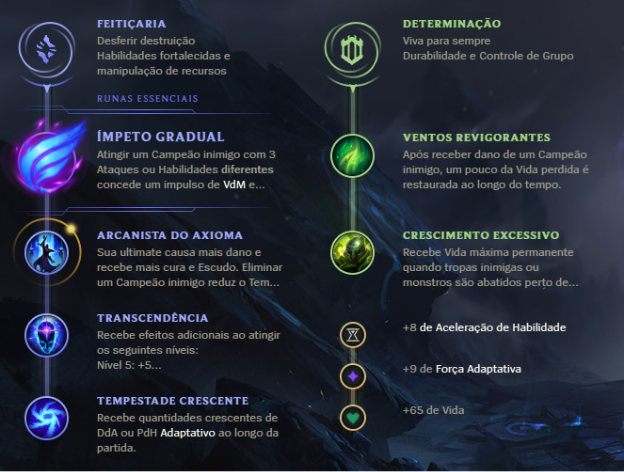 FEITIÇARIA
Desferir destruição
Habilidades fortalecidas e
manipulação de recursos
RUNAS ESSENCIAIS
ÍMPETO GRADUAL
Atingir um Campeão inimigo com 3
Ataques ou Habilidades diferentes
concede um impulso de VdM e...
ARCANISTA DO AXIOMA
Sua ultimate causa mais dano e
recebe mais cura e Escudo. Eliminar
um Campeão inimigo reduz o Tem...
TRANSCENDÊNCIA
Recebe efeitos adicionais ao atingir
os seguintes níveis:
Nível 5: +5...
TEMPESTADE CRESCENTE
Recebe quantidades crescentes de
DdA ou PdH Adaptativo ao longo da
partida.
DETERMINAÇÃO
Viva para sempre
Durabilidade e Controle de Grupo
VENTOS REVIGORANTES
Após receber dano de um Campeão
inimigo, um pouco da Vida perdida é
restaurada ao longo do tempo.
CRESCIMENTO EXCESSIVO
Recebe Vida máxima permanente
quando tropas inimigas ou
monstros são abatidos perto de...
+8 de Aceleração de Habilidade
+9 de Força Adaptativa
+65 de Vida